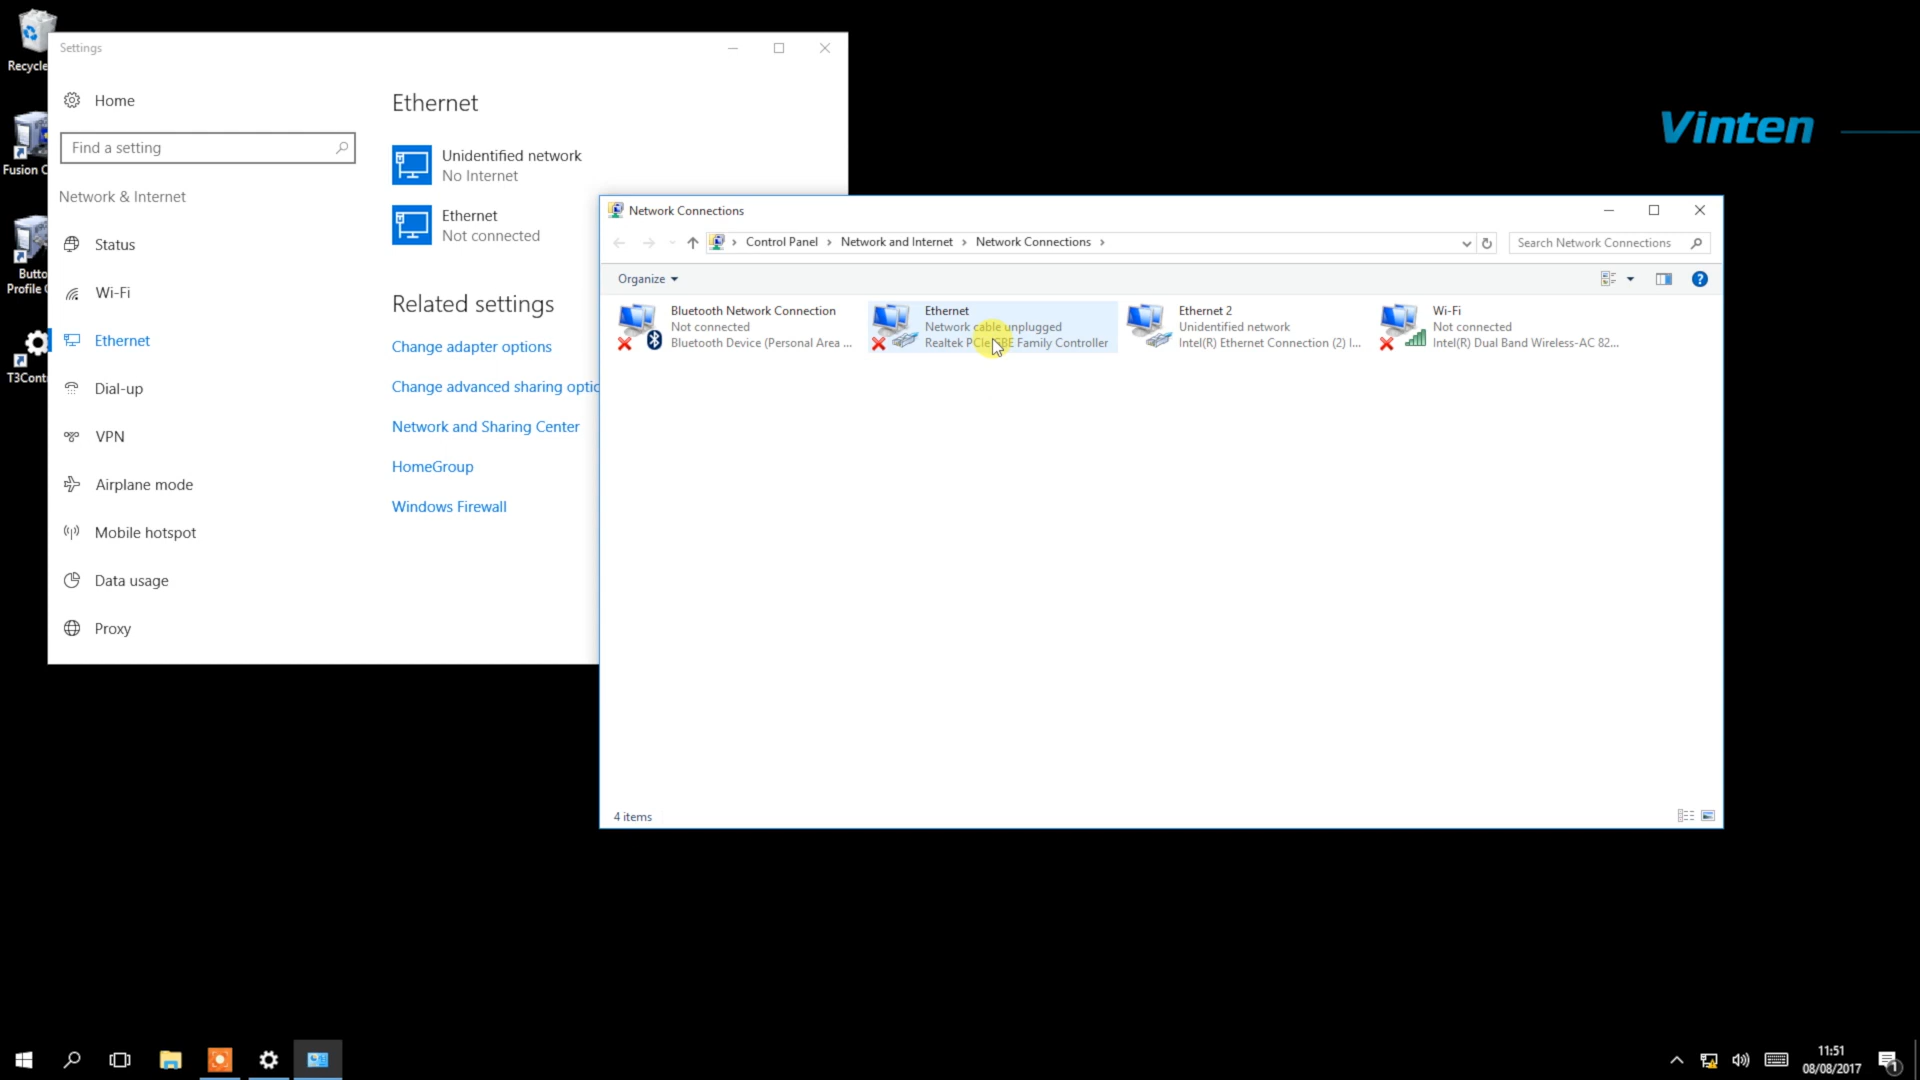 Recycle
Fusion C
Butto
Profile
T3Cont
Settings
Home
Find a setting
Network & Internet
Status
Wi-Fi
Ethernet
Dial-up
VPN
Airplane mode
Mobile hotspot
Data usage
Proxy
Ethernet
Unidentified network
No Internet
Ethernet
Not connected
Related settings
Change adapter options
Change advanced sharing optio
Network and Sharing Center
HomeGroup
Windows Firewall
Vinten
Network Connections
Control Panel > Network and Internet > Network Connections >
Search Network Connections
Organize
Bluetooth Network Connection
Not connected
Bluetooth Device (Personal Area ...
Ethernet
Network cable unplugged
Realtek PCIe GBE Family Controller
Ethernet 2
Unidentified network
Intel(R) Ethernet Connection (2) I...
Wi-Fi
Not connected
Intel(R) Dual Band Wireless-AC 82...
4 items
11:51
08/08/2017
1